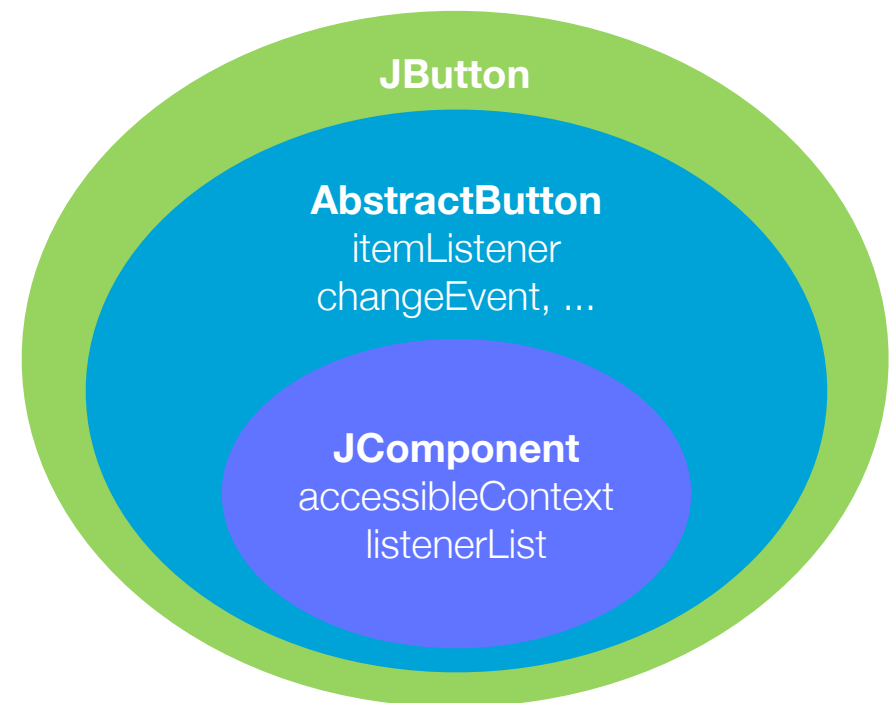 JButton
AbstractButton
itemListener
changeEvent, ...
JComponent
accessibleContext
listenerList